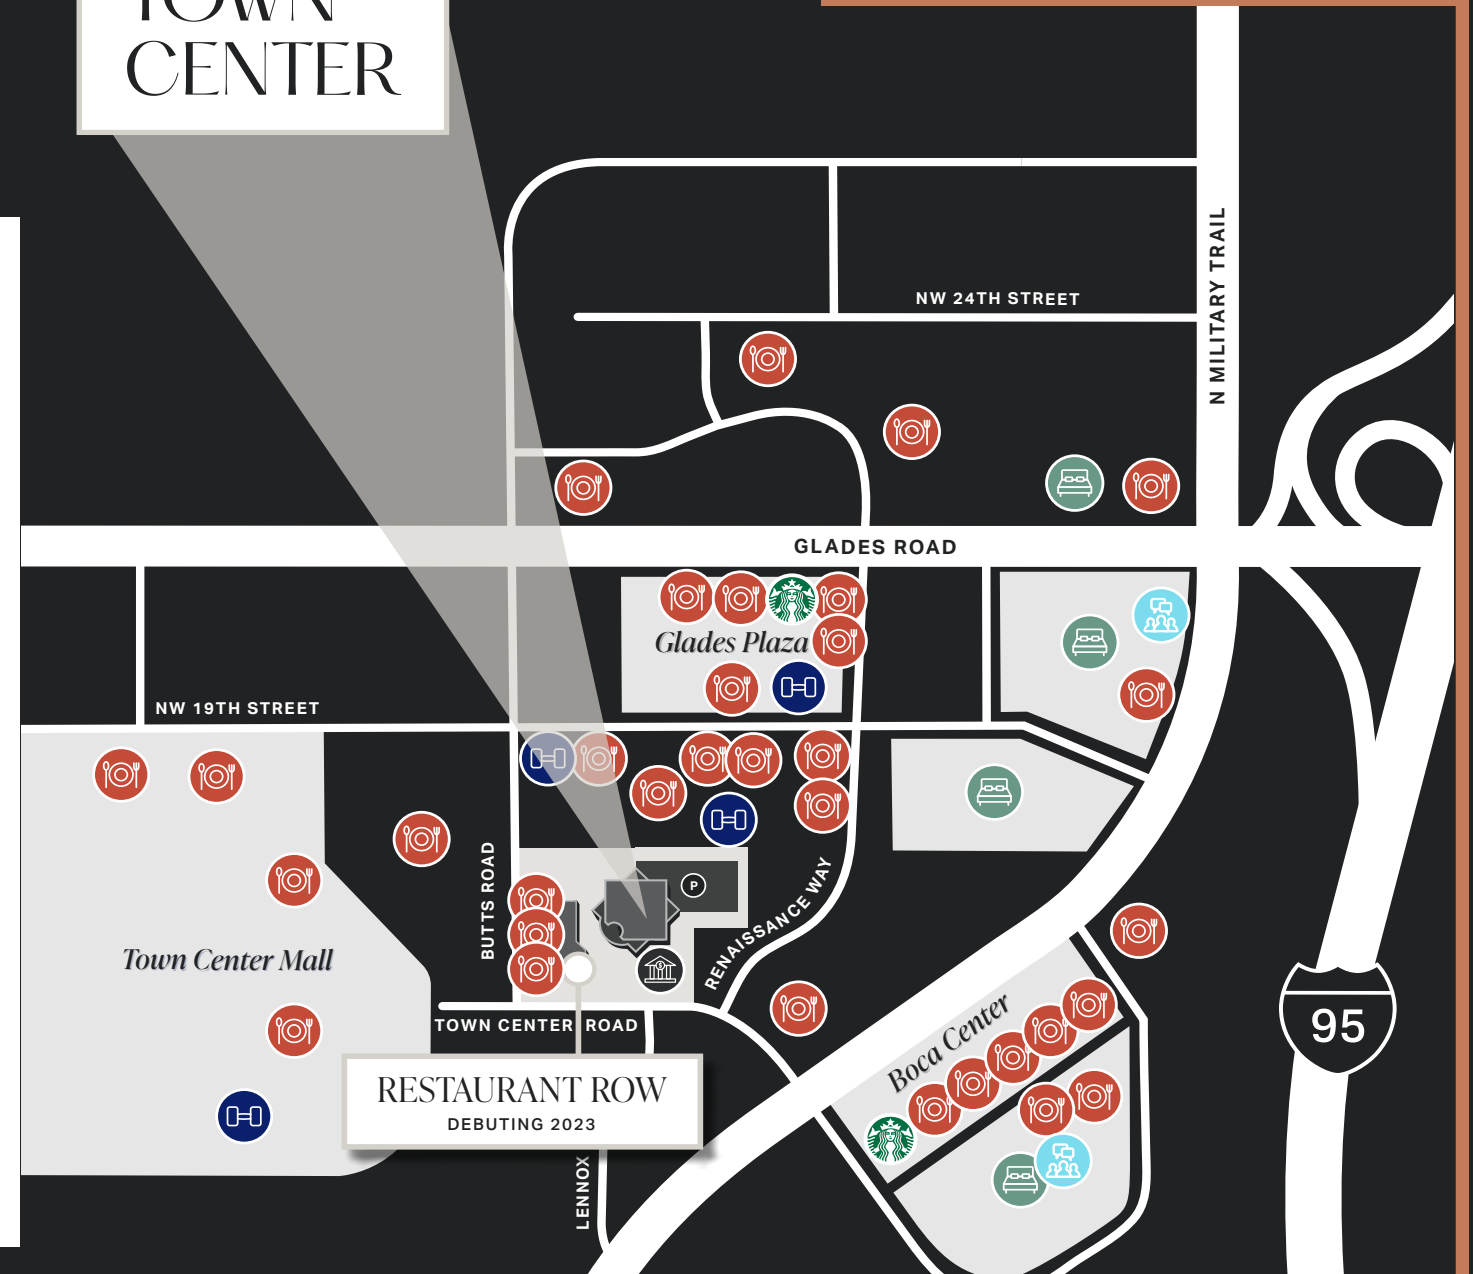 TOWN
CENTER
N MILITARY TRAIL
NW 24TH STREET
GLADES ROAD
Glades Plaza
NW 19TH STREET
BUTTS ROAD
P
$
RENAISSANCE WAY
Town Center Mall
TOWN CENTER ROAD
Boca Center
95
RESTAURANT ROW
DEBUTING 2023
LENNOX